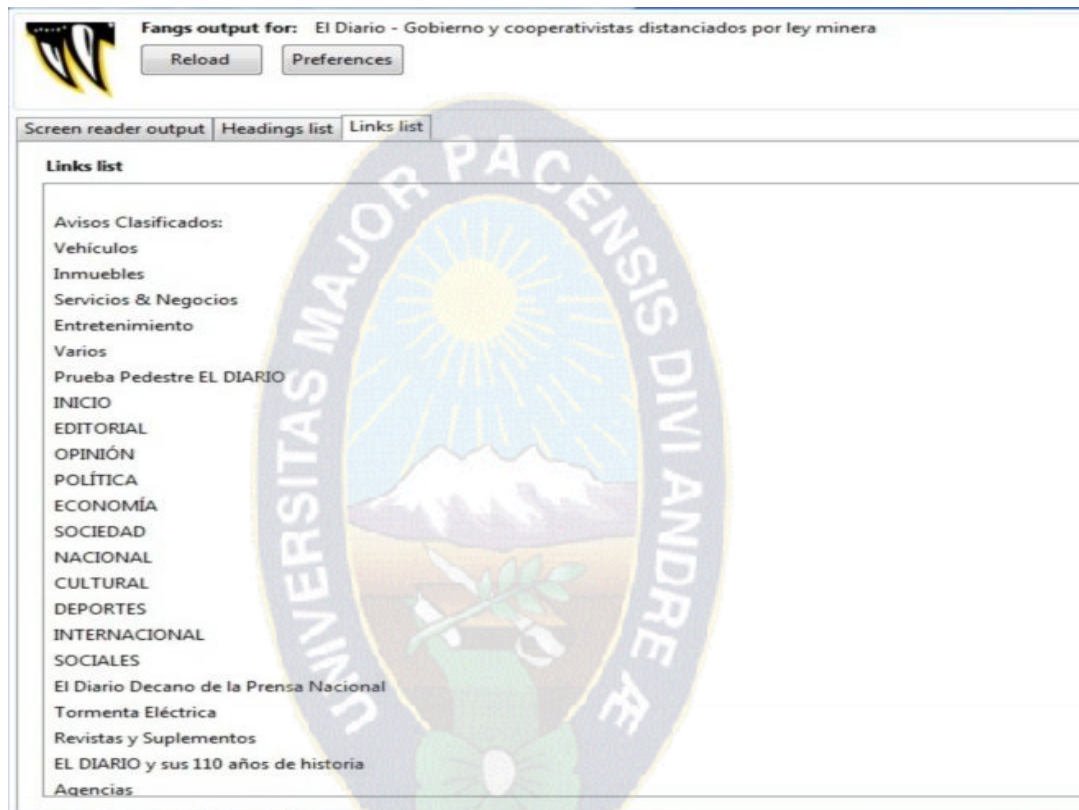 Fangs output for: El Diario - Gobierno y cooperativistas distanciados por ley minera
Reload Preferences
Screen reader output Headings list Links list
Links list
Avisos Clasificados:
Vehículos
Inmuebles
Servicios & Negocios
Entretenimiento
Varios
Prueba Pedestre EL DIARIO
INICIO
EDITORIAL
OPINIÓN
POLÍTICA
ECONOMÍA
SOCIEDAD
NACIONAL
CULTURAL
DEPORTES
INTERNACIONAL
SOCIALES
El Diario Decano de la Prensa Nacional
Tormenta Eléctrica
Revistas y Suplementos
EL DIARIO y sus 110 años de historia
Agencias
UNIVERSITAS MAJOR PACENSIS DIVI ANDRE Æ